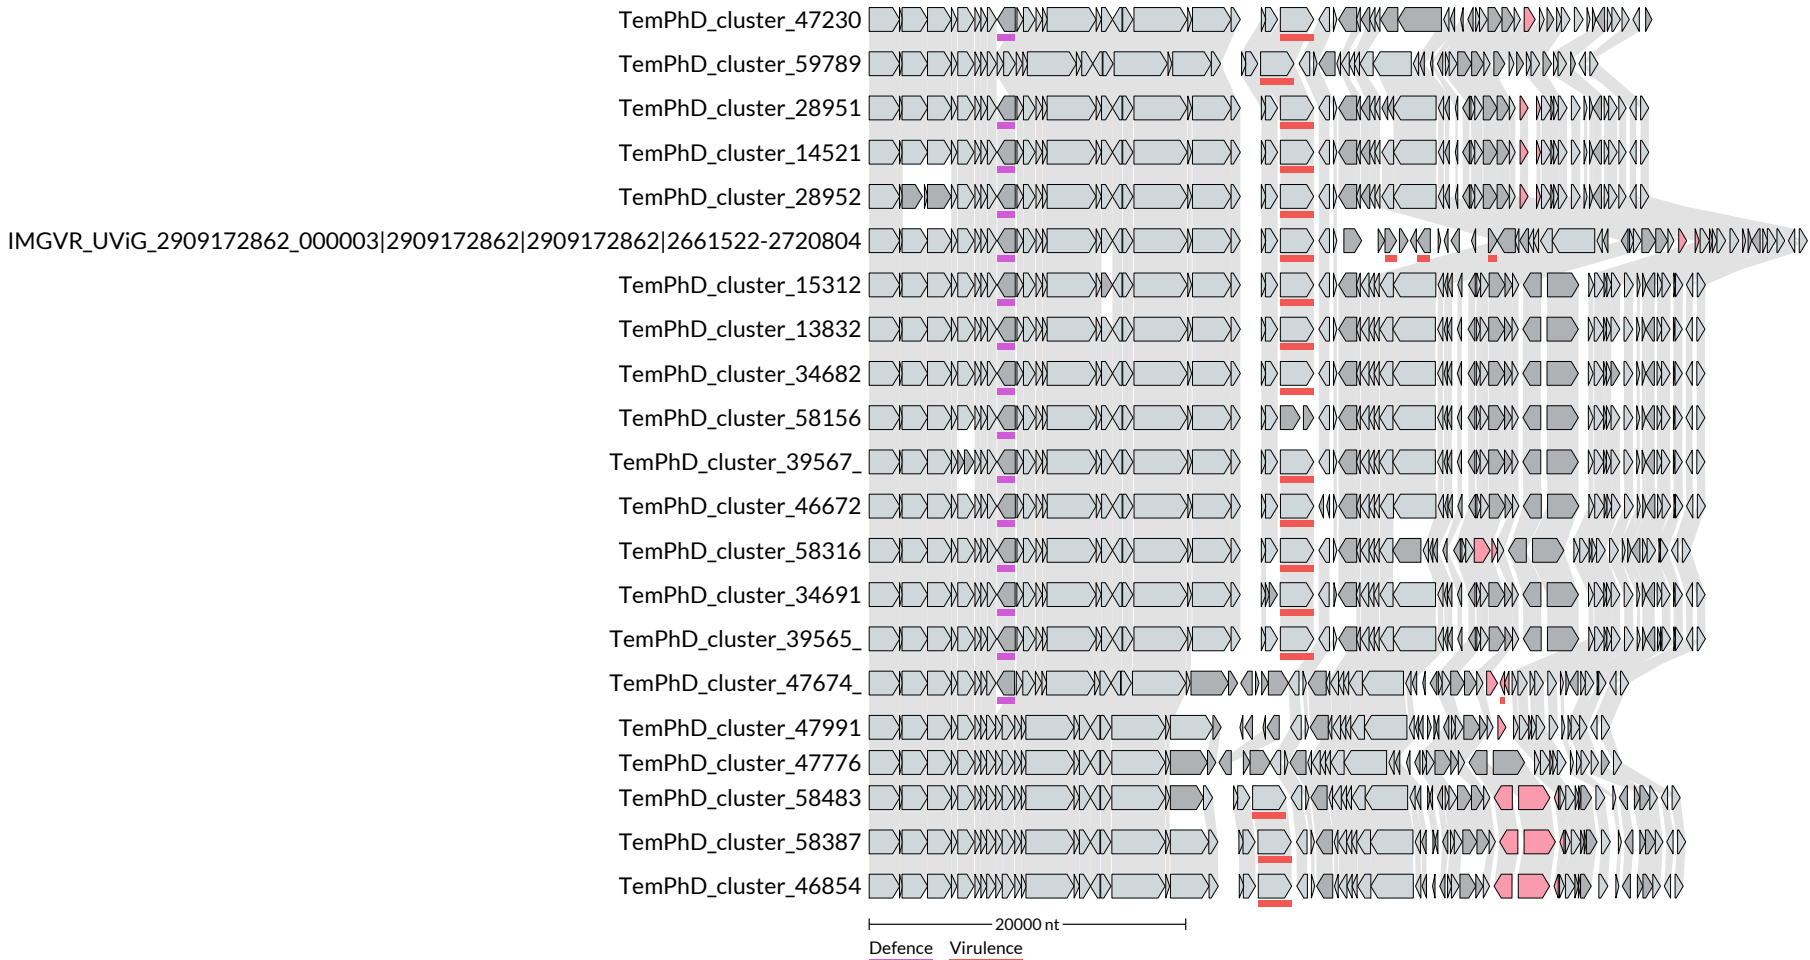 TemPhD_cluster_47230
TemPhD_cluster_59789
TemPhD_cluster_28951
TemPhD_cluster_14521
TemPhD_cluster_28952
IMGVR_UViG_2909172862_000003|2909172862|2909172862|2661522-2720804
TemPhD_cluster_15312
TemPhD_cluster_13832
TemPhD_cluster_34682
TemPhD_cluster_58156
TemPhD_cluster_39567_
TemPhD_cluster_46672
TemPhD_cluster_58316
TemPhD_cluster_34691
TemPhD_cluster_39565_
TemPhD_cluster_47674_
TemPhD_cluster_47991
TemPhD_cluster_47776
TemPhD_cluster_58483
TemPhD_cluster_58387
TemPhD_cluster_46854
20000 nt
Defence Virulence